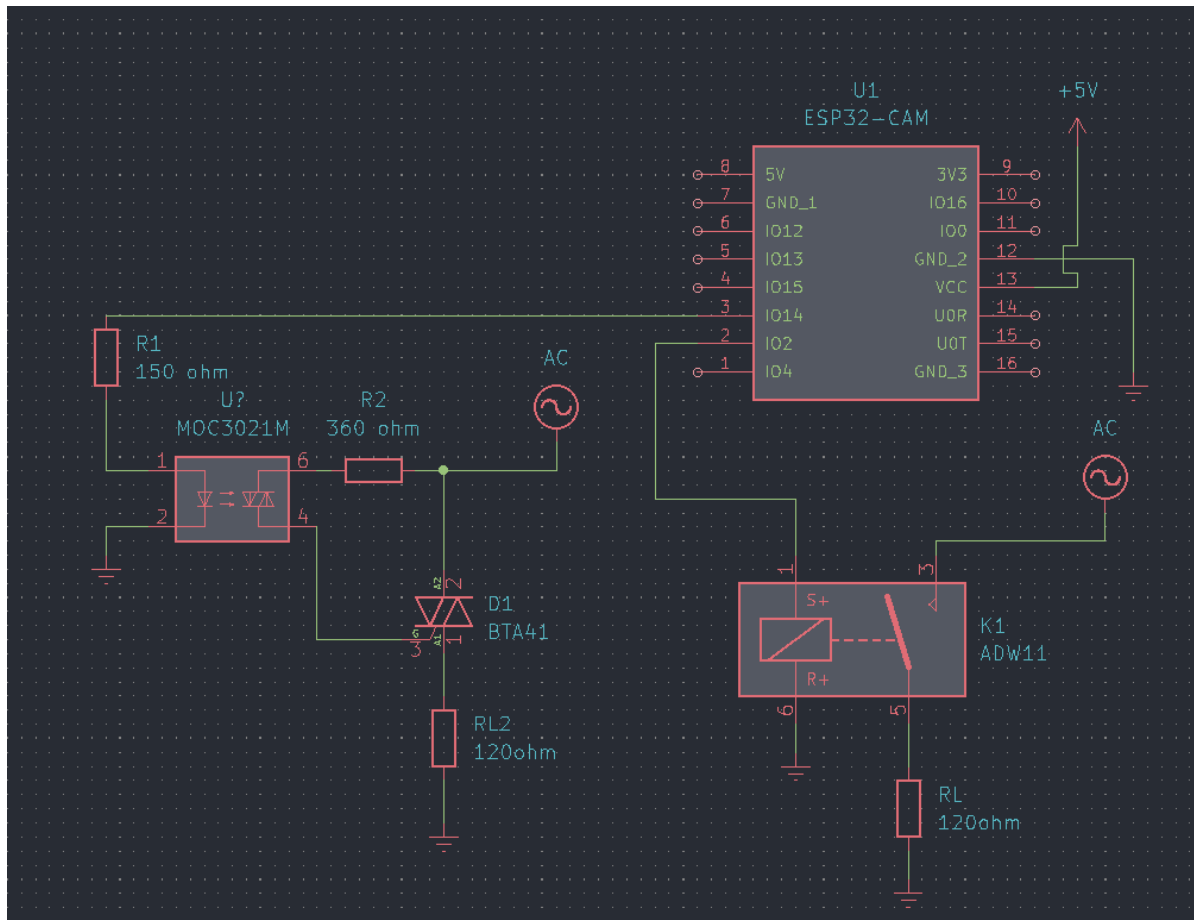 U1
ESP32-CAM
+5V
8 5V 3V3 9
7 GND_1 IO16 10
6 IO12 IO0 11
5 IO13 GND_2 12
4 IO15 VCC 13
3 IO14 U0R 14
2 IO2 U0T 15
1 IO4 GND_3 16
R1
150 ohm
AC
U?
MOC3021M
R2
360 ohm
1 6
2 4
AC
A2 2
D1
BTA41
G
3
A1 1
RL2
120ohm
1 3
S+
K1
ADW11
R+
6 5
RL
120ohm